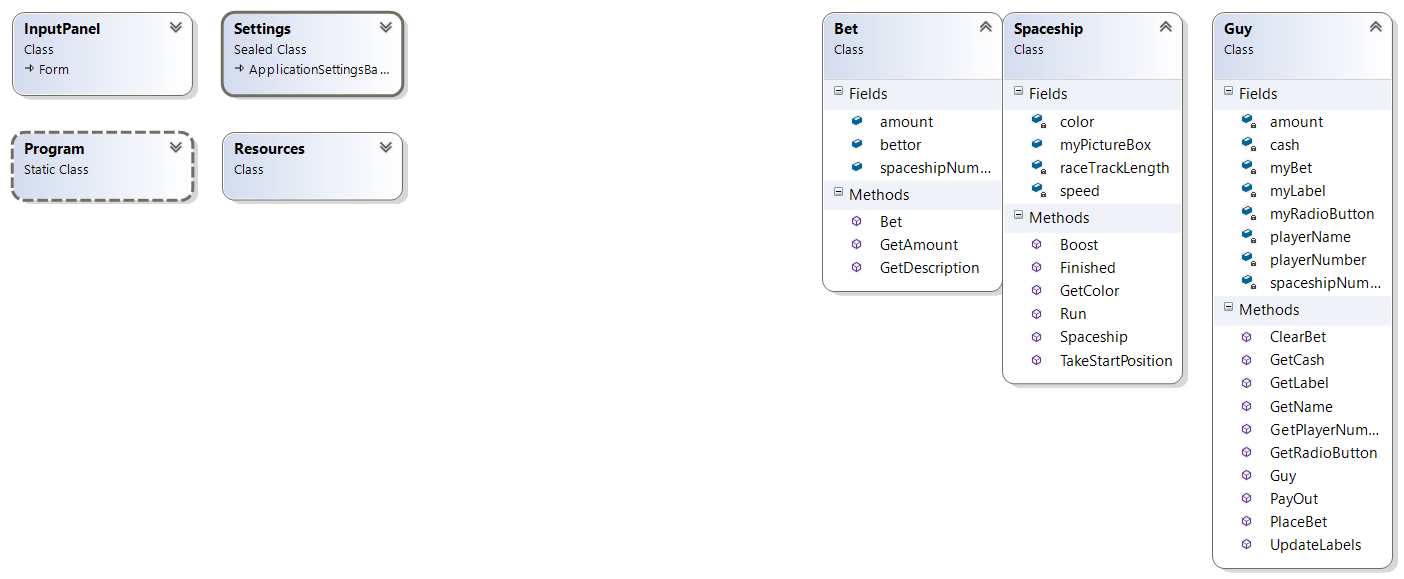 InputPanel
Class
Form
Settings
Sealed Class
ApplicationSettingsBa...
Program
Static Class
Resources
Class
Bet
Class
Fields
amount
bettor
spaceshipNum...
Methods
Bet
GetAmount
GetDescription
Spaceship
Class
Fields
color
myPictureBox
raceTrackLength
speed
Methods
Boost
Finished
GetColor
Run
Spaceship
TakeStartPosition
Guy
Class
Fields
amount
cash
myBet
myLabel
myRadioButton
playerName
playerNumber
spaceshipNum...
Methods
ClearBet
GetCash
GetLabel
GetName
GetPlayerNum...
GetRadioButton
Guy
PayOut
PlaceBet
UpdateLabels